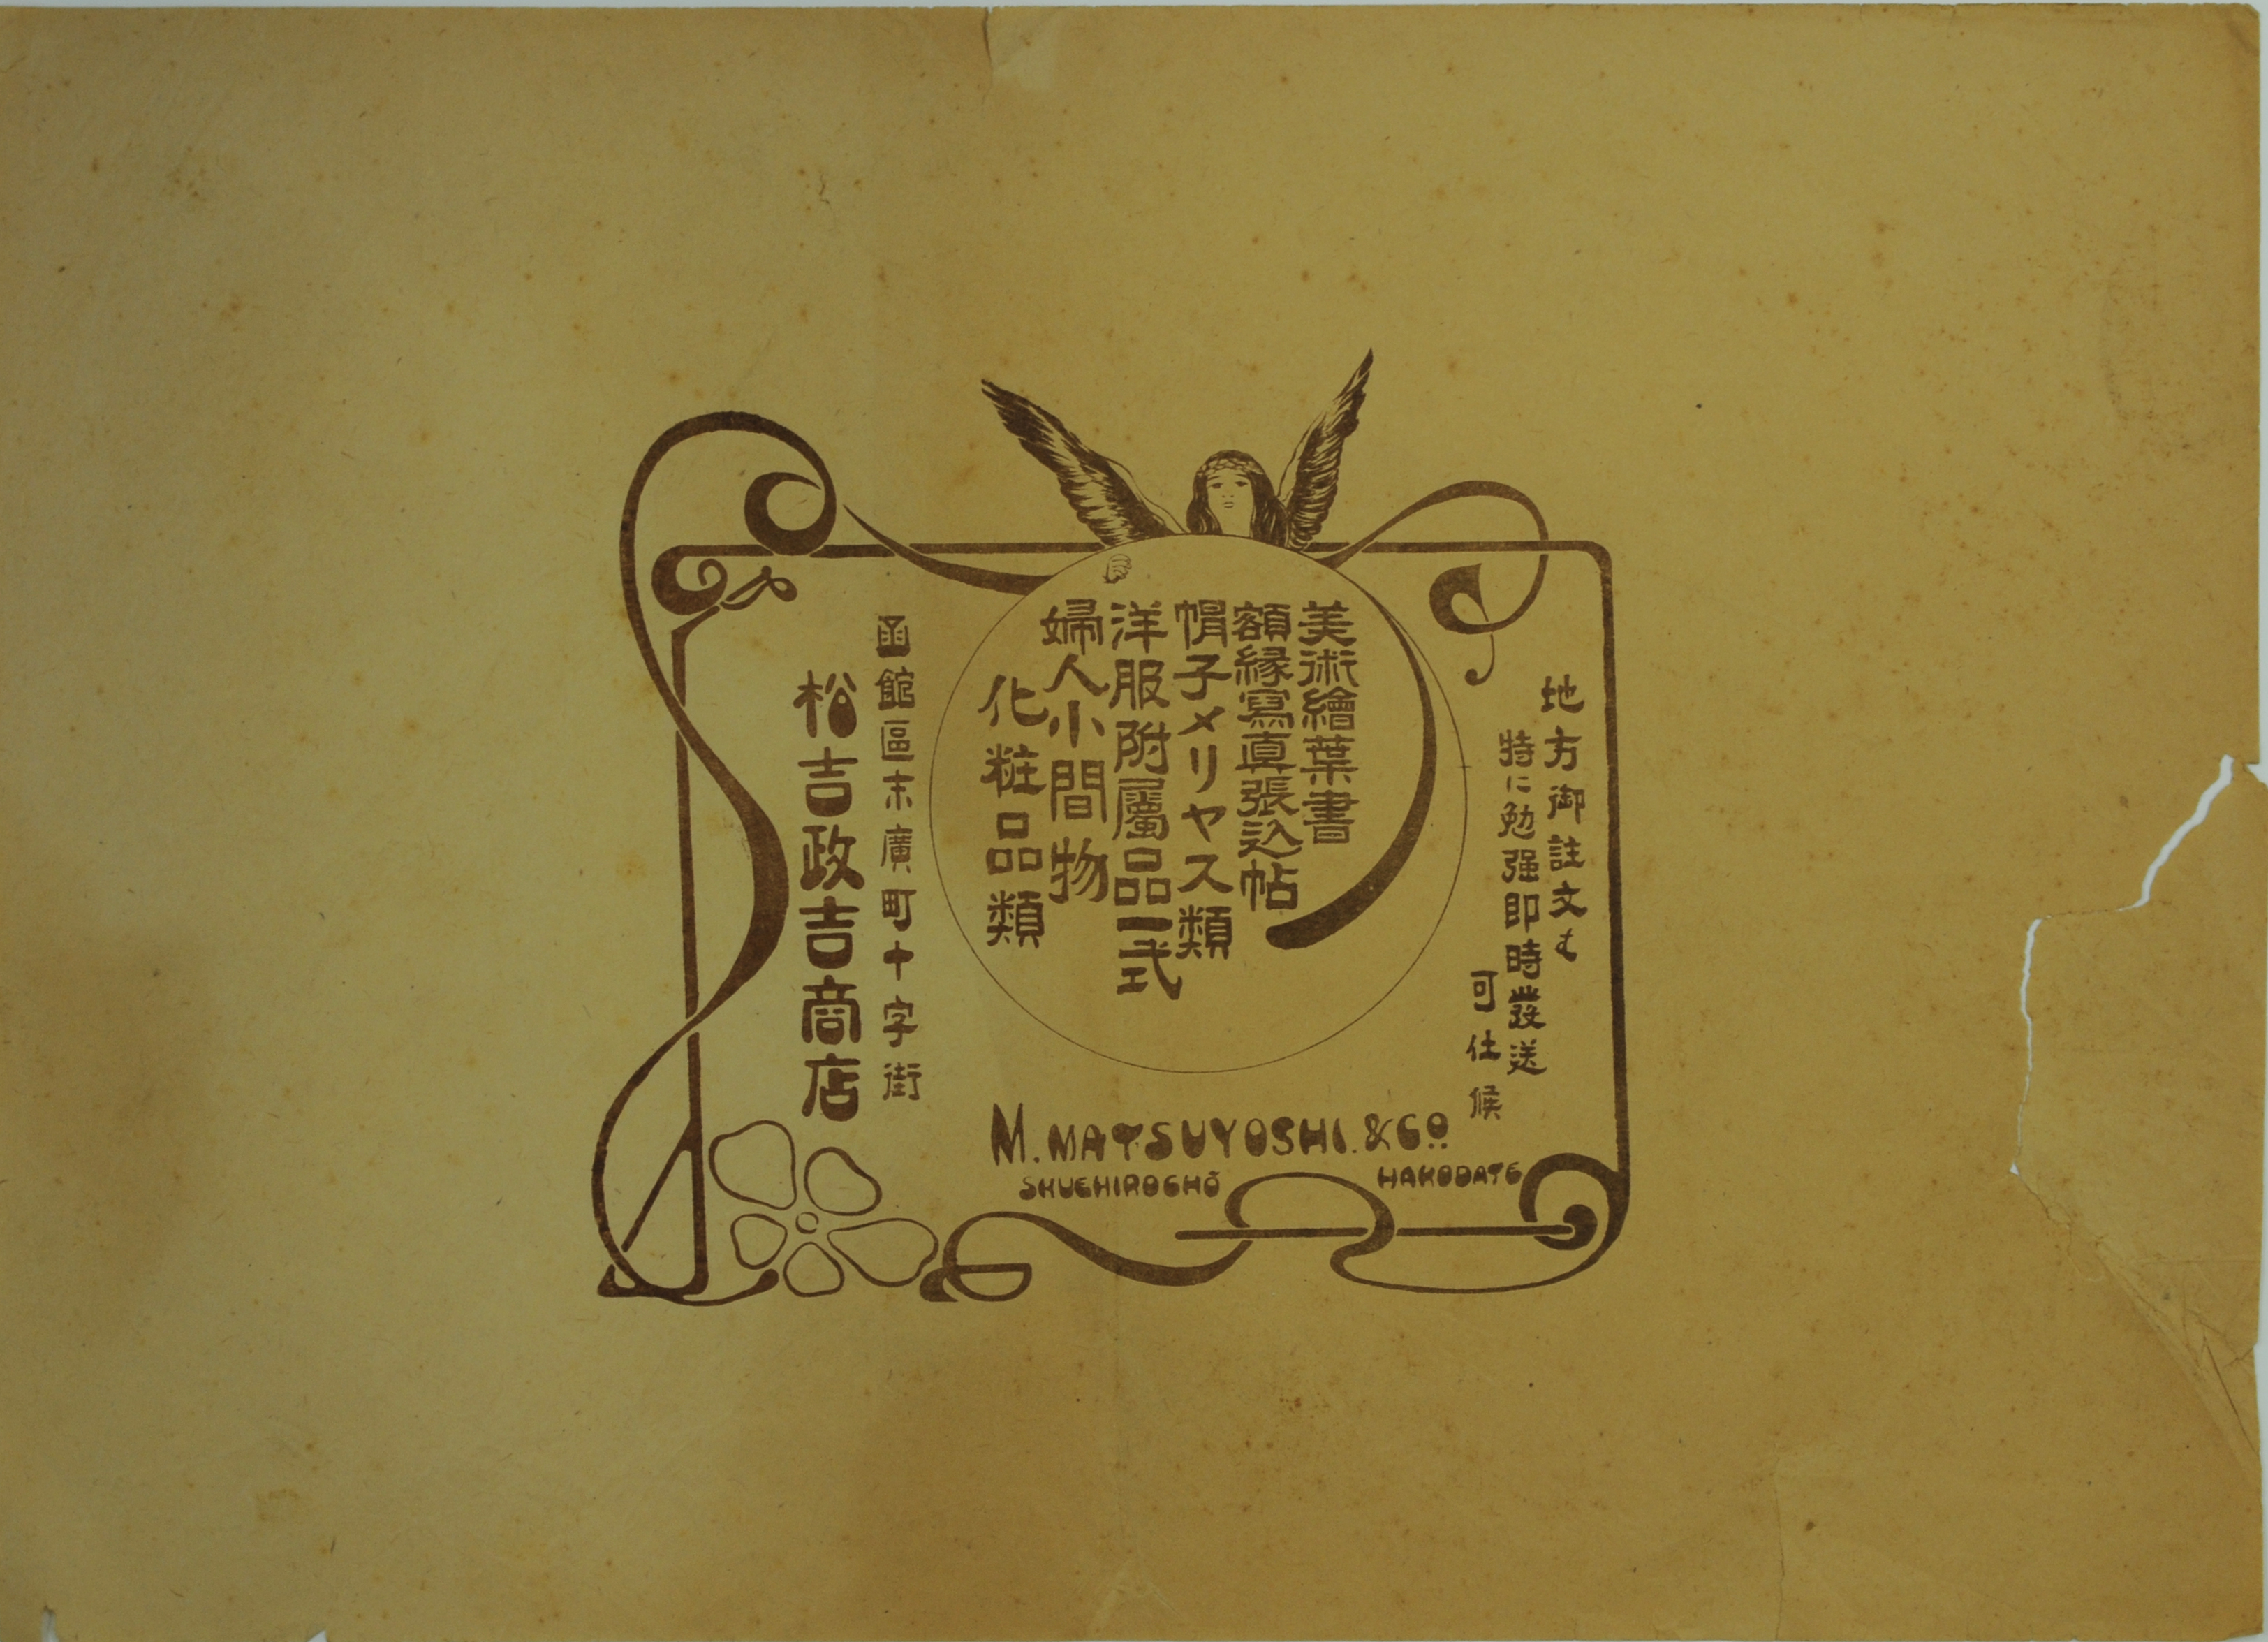 地方御註文は
特に勉强即時發送
可仕候
美術繪葉書
額縁寫眞張込帖
帽子メリヤス類
洋服附屬品一式
婦人小間物
化粧品類
函館區末廣町十字街
松吉政吉商店
M. MATSUYOSHI. & Co.
SHUEHIROCHŌ HAKODATE